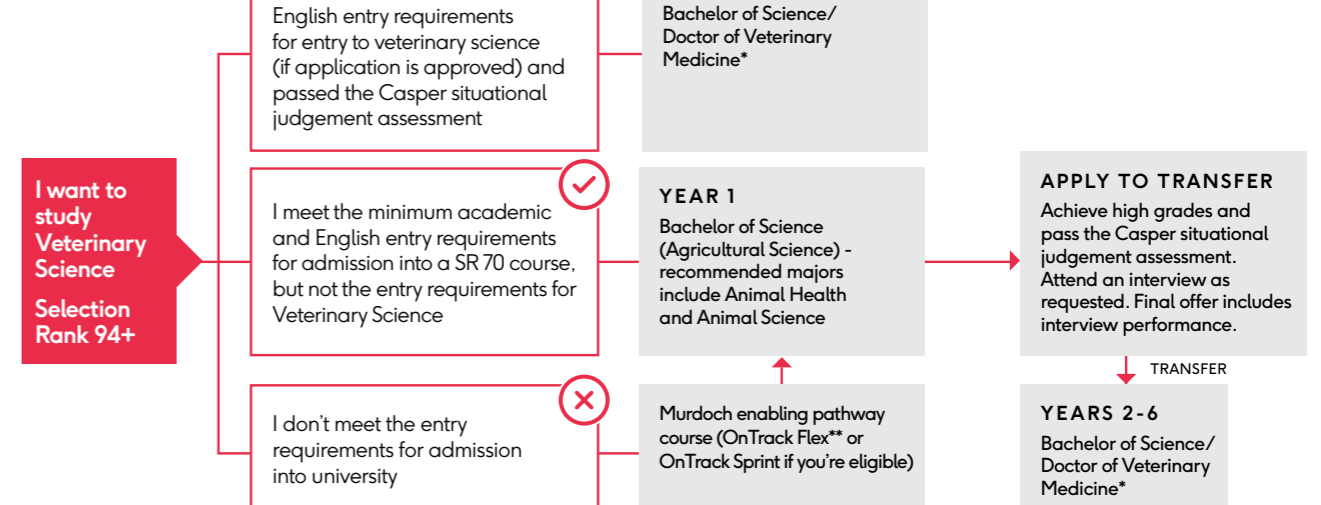 English entry requirements
for entry to veterinary science
(if application is approved) and
passed the Casper situational
judgement assessment
Bachelor of Science/
Doctor of Veterinary
Medicine*
I want to
study
Veterinary
Science
Selection
Rank 94+
I meet the minimum academic
and English entry requirements
for admission into a SR 70 course,
but not the entry requirements for
Veterinary Science
YEAR 1
Bachelor of Science
(Agricultural Science) -
recommended majors
include Animal Health
and Animal Science
APPLY TO TRANSFER
Achieve high grades and
pass the Casper situational
judgement assessment.
Attend an interview as
requested. Final offer includes
interview performance.
TRANSFER
I don't meet the entry
requirements for admission
into university
Murdoch enabling pathway
course (OnTrack Flex** or
OnTrack Sprint if you're eligible)
YEARS 2-6
Bachelor of Science/
Doctor of Veterinary
Medicine*